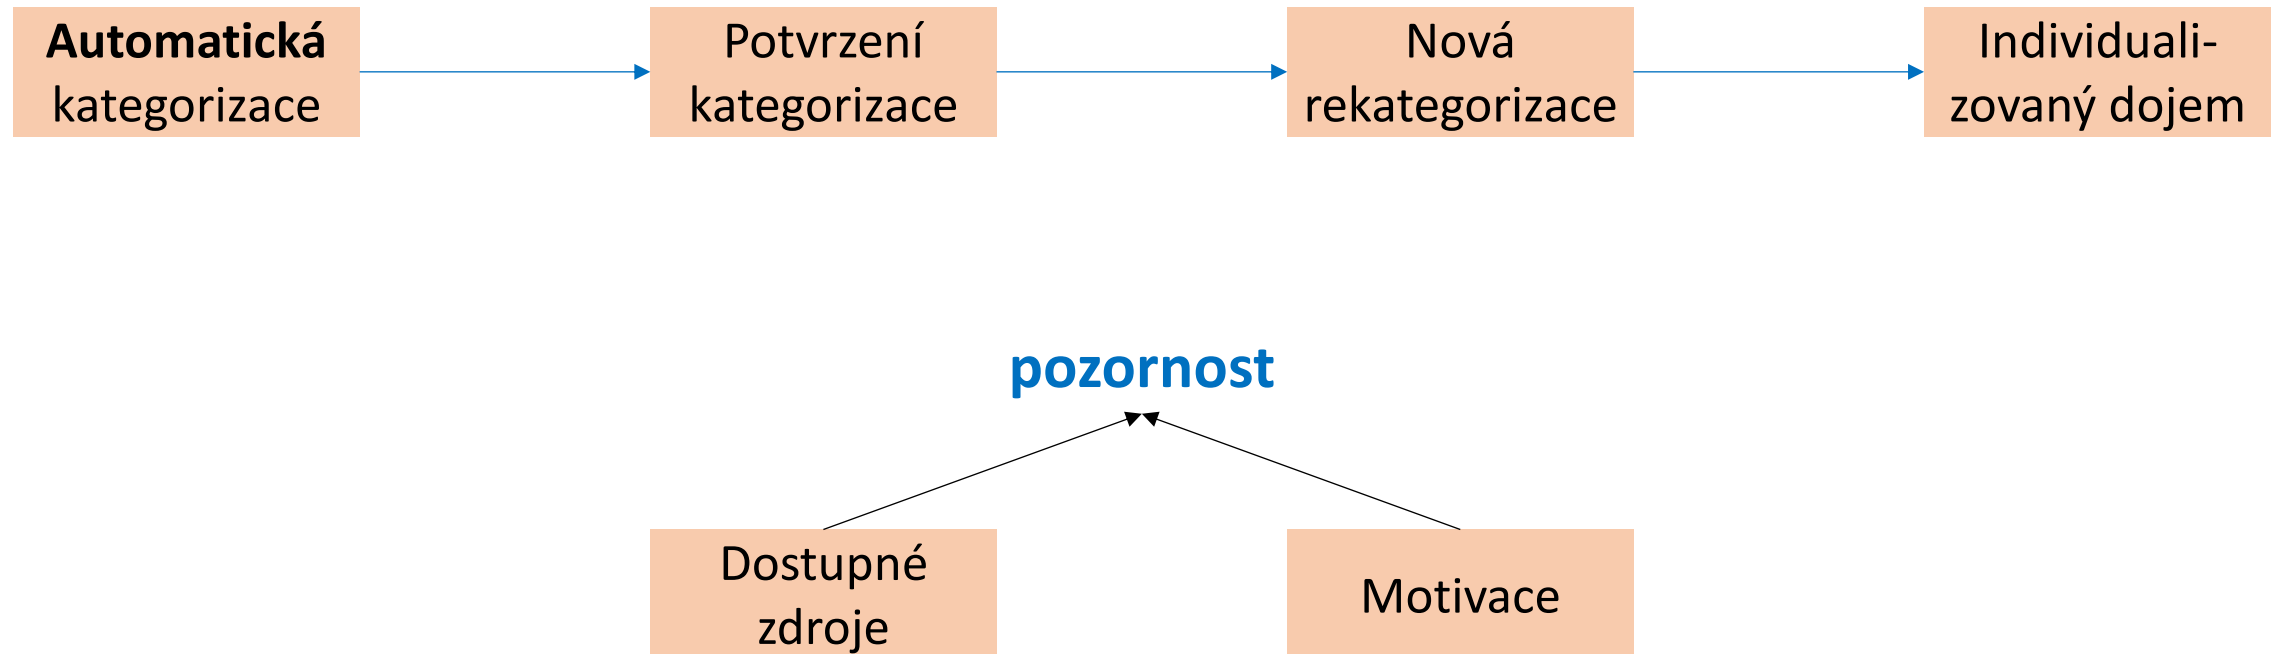 Automatická
kategorizace
Potvrzení
kategorizace
Nová
rekategorizace
Individuali-
zovaný dojem
pozornost
Dostupné
zdroje
Motivace